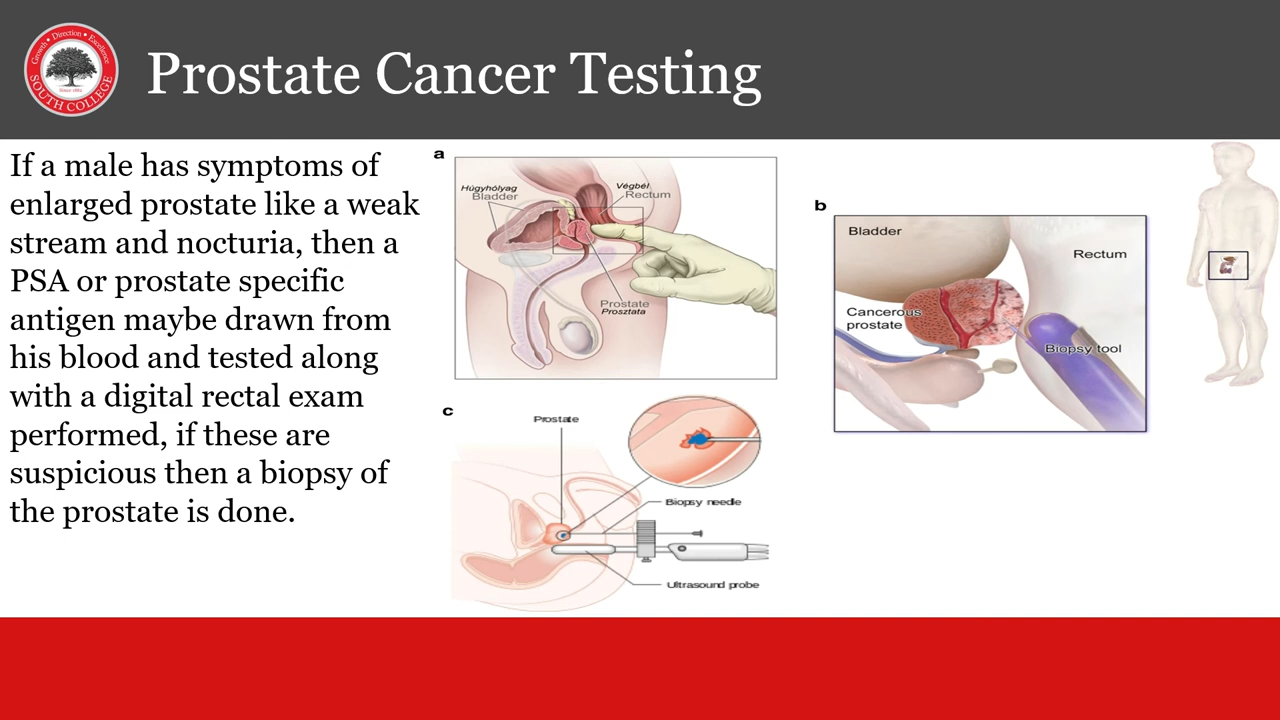 Growth • Direction • Excellence
Since 1882
SOUTH COLLEGE
Prostate Cancer Testing
If a male has symptoms of
enlarged prostate like a weak
stream and nocturia, then a
PSA or prostate specific
antigen maybe drawn from
his blood and tested along
with a digital rectal exam
performed, if these are
suspicious then a biopsy of
the prostate is done.
a
Húgyhólyag
Bladder
Végbél
Rectum
Prostate
Prosztata
b
Bladder
Rectum
Cancerous
prostate
Biopsy tool
c
Prostate
Biopsy needle
Ultrasound probe